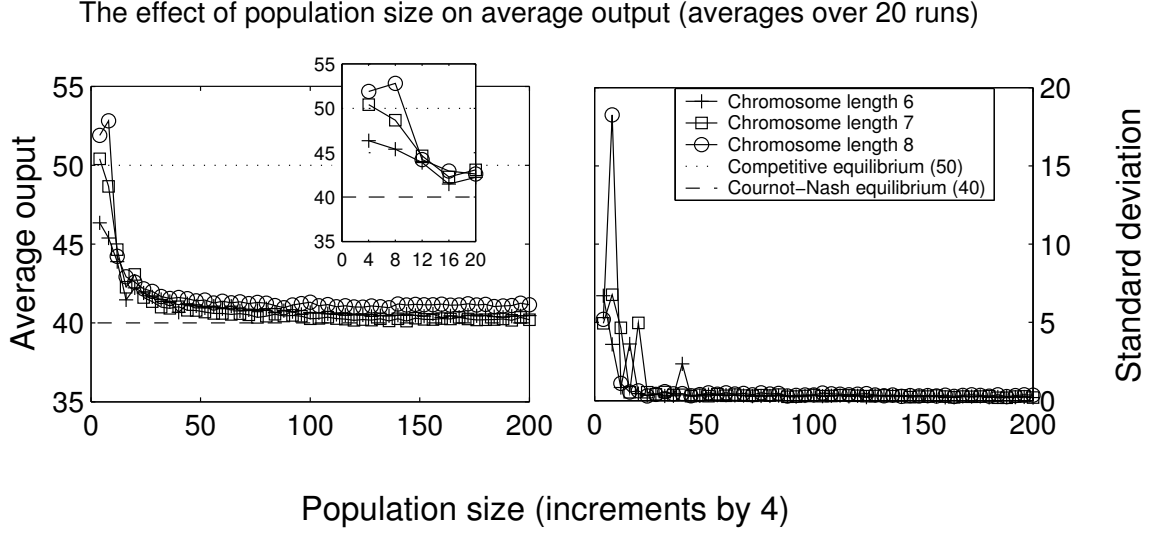 The effect of population size on average output (averages over 20 runs)
Average ouput
55
50
45
40
35
0
50
100
150
200
55
50
45
40
35
0 4 8 12 16 20
Chromosome length 6
Chromosome length 7
Chromosome length 8
Competitive equilibrium (50)
Cournot−Nash equilibrium (40)
20
15
10
5
0
0
50
100
150
200
Standard deviation
Population size (increments by 4)